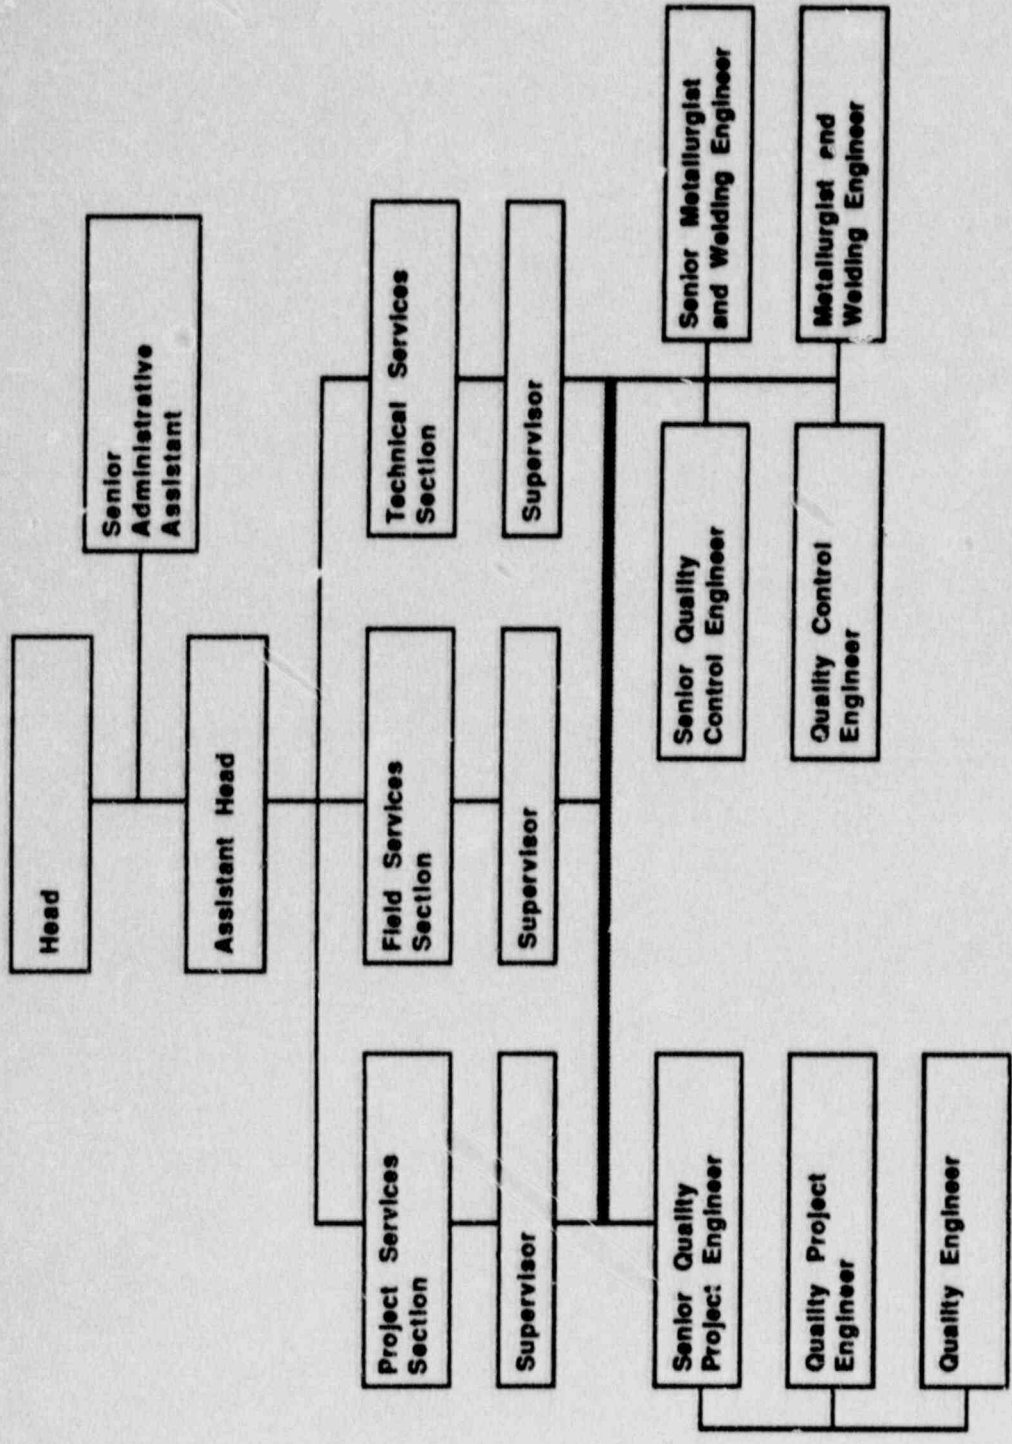 Head
Senior
Administrative
Assistant
Assistant Head
Project Services
Section
Field Services
Section
Technical Services
Section
Supervisor
Supervisor
Supervisor
Senior Quality
Project Engineer
Quality Project
Engineer
Quality Engineer
Senior Quality
Control Engineer
Senior Metallurgist
and Welding Engineer
Quality Control
Engineer
Metallurgist and
Welding Engineer